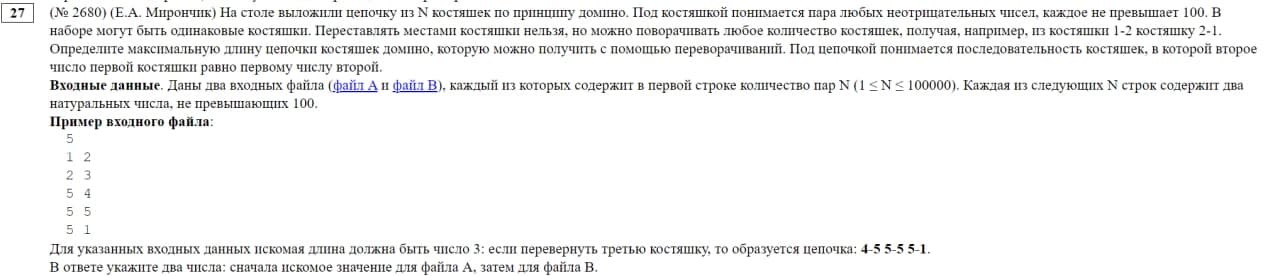 27 (№ 2680) (Е.А. Мирончик) На столе выложили цепочку из N костяшек по принципу домино. Под костяшкой понимается пара любых неотрицательных чисел, каждое не превышает 100. В
наборе могут быть одинаковые костяшки. Переставлять местами костяшки нельзя, но можно поворачивать любое количество костяшек, получая, например, из костяшки 1-2 костяшку 2-1.
Определите максимальную длину цепочки костяшек домино, которую можно получить с помощью переворачиваний. Под цепочкой понимается последовательность костяшек, в которой второе
число первой костяшки равно первому числу второй.
Входные данные. Даны два входных файла (файл A и файл B), каждый из которых содержит в первой строке количество пар N (1 ≤ N ≤ 100000). Каждая из следующих N строк содержит два
натуральных числа, не превышающих 100.
Пример входного файла:
5
1 2
2 3
5 4
5 5
5 1
Для указанных входных данных искомая длина должна быть число 3: если перевернуть третью костяшку, то образуется цепочка: 4-5 5-5 5-1.
В ответе укажите два числа: сначала искомое значение для файла A, затем для файла B.